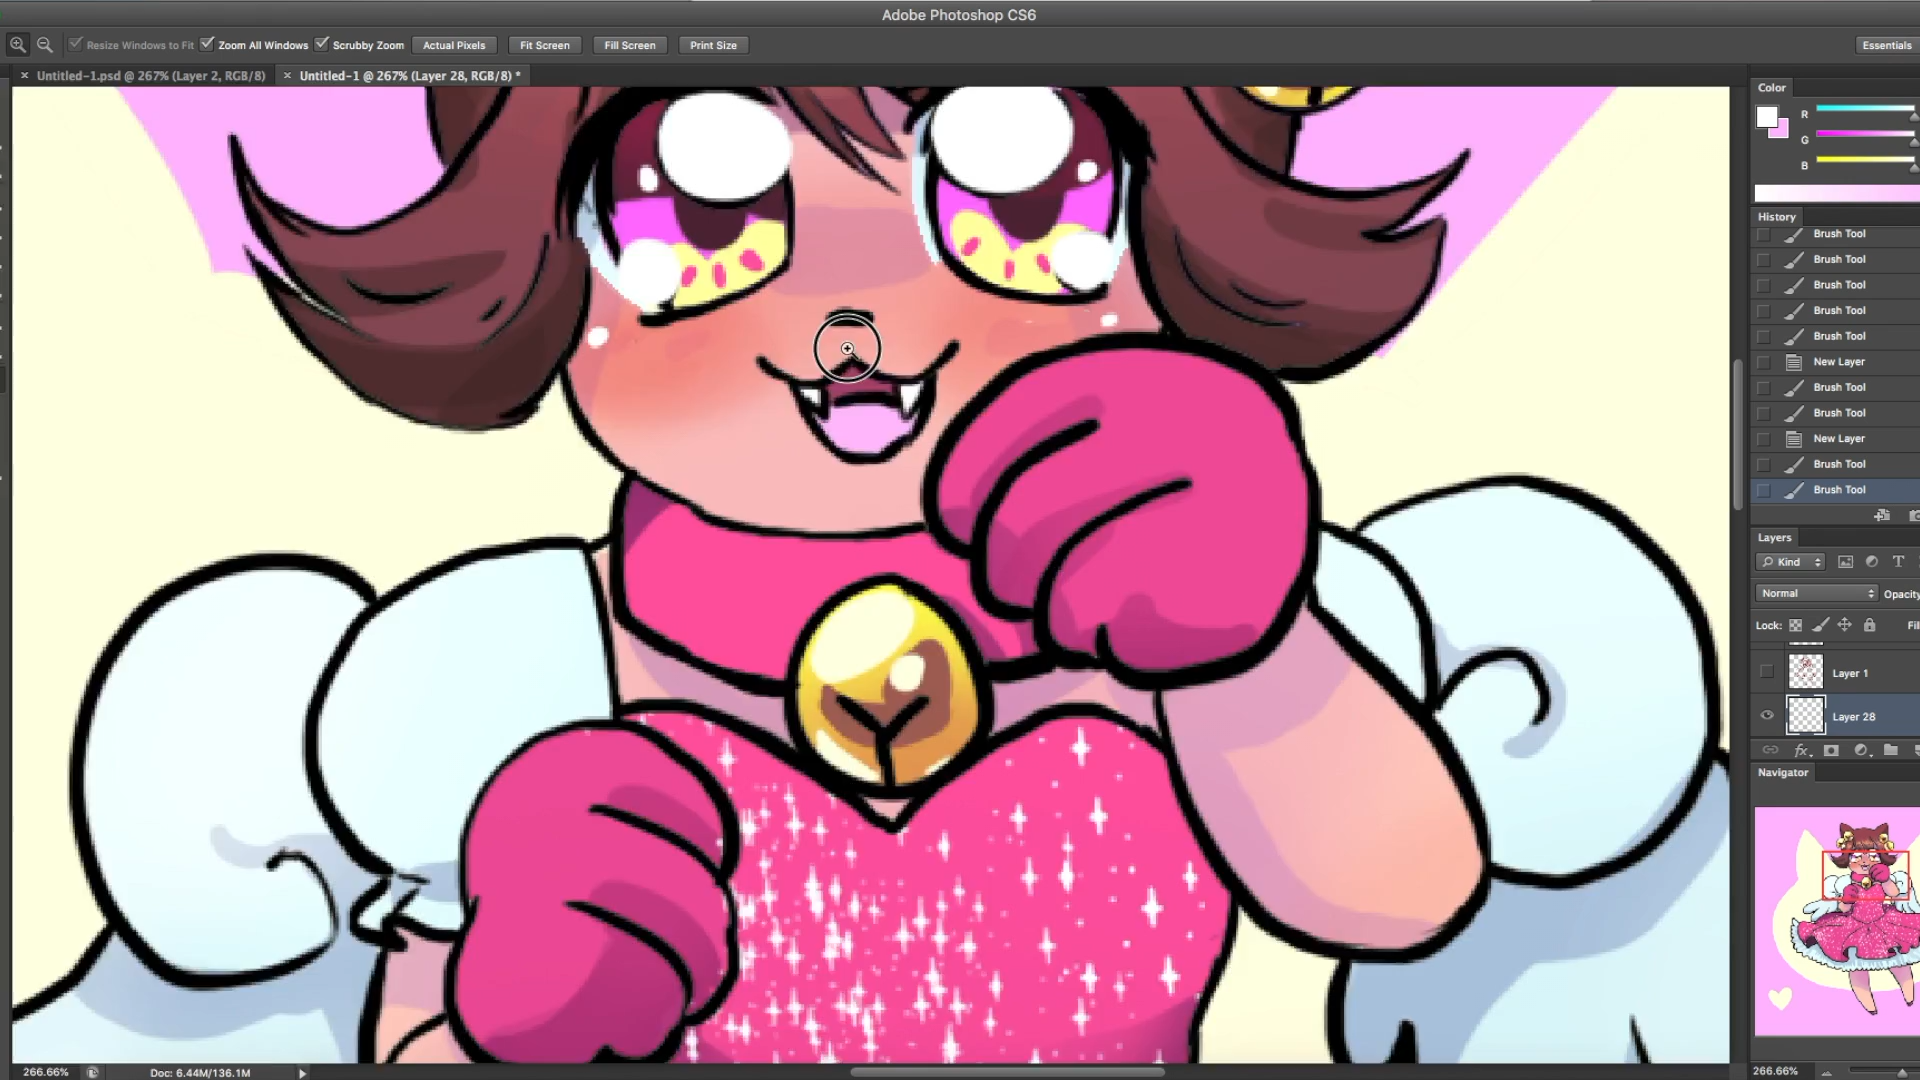 Adobe Photoshop CS6
Resize Windows to Fit Zoom All Windows Scrubby Zoom Actual Pixels Fit Screen Fill Screen Print Size Essentials
Untitled-1.psd @ 267% (Layer 2, RGB/8) Untitled-1 @ 267% (Layer 28, RGB/8) *
Color
R
G
B
History
Brush Tool
Brush Tool
Brush Tool
Brush Tool
Brush Tool
New Layer
Brush Tool
Brush Tool
New Layer
Brush Tool
Brush Tool
Layers
Kind
Normal Opacity
Lock: Fil
Layer 1
Layer 28
fx
Navigator
266.66% Doc: 6.44M/136.1M 266.66%